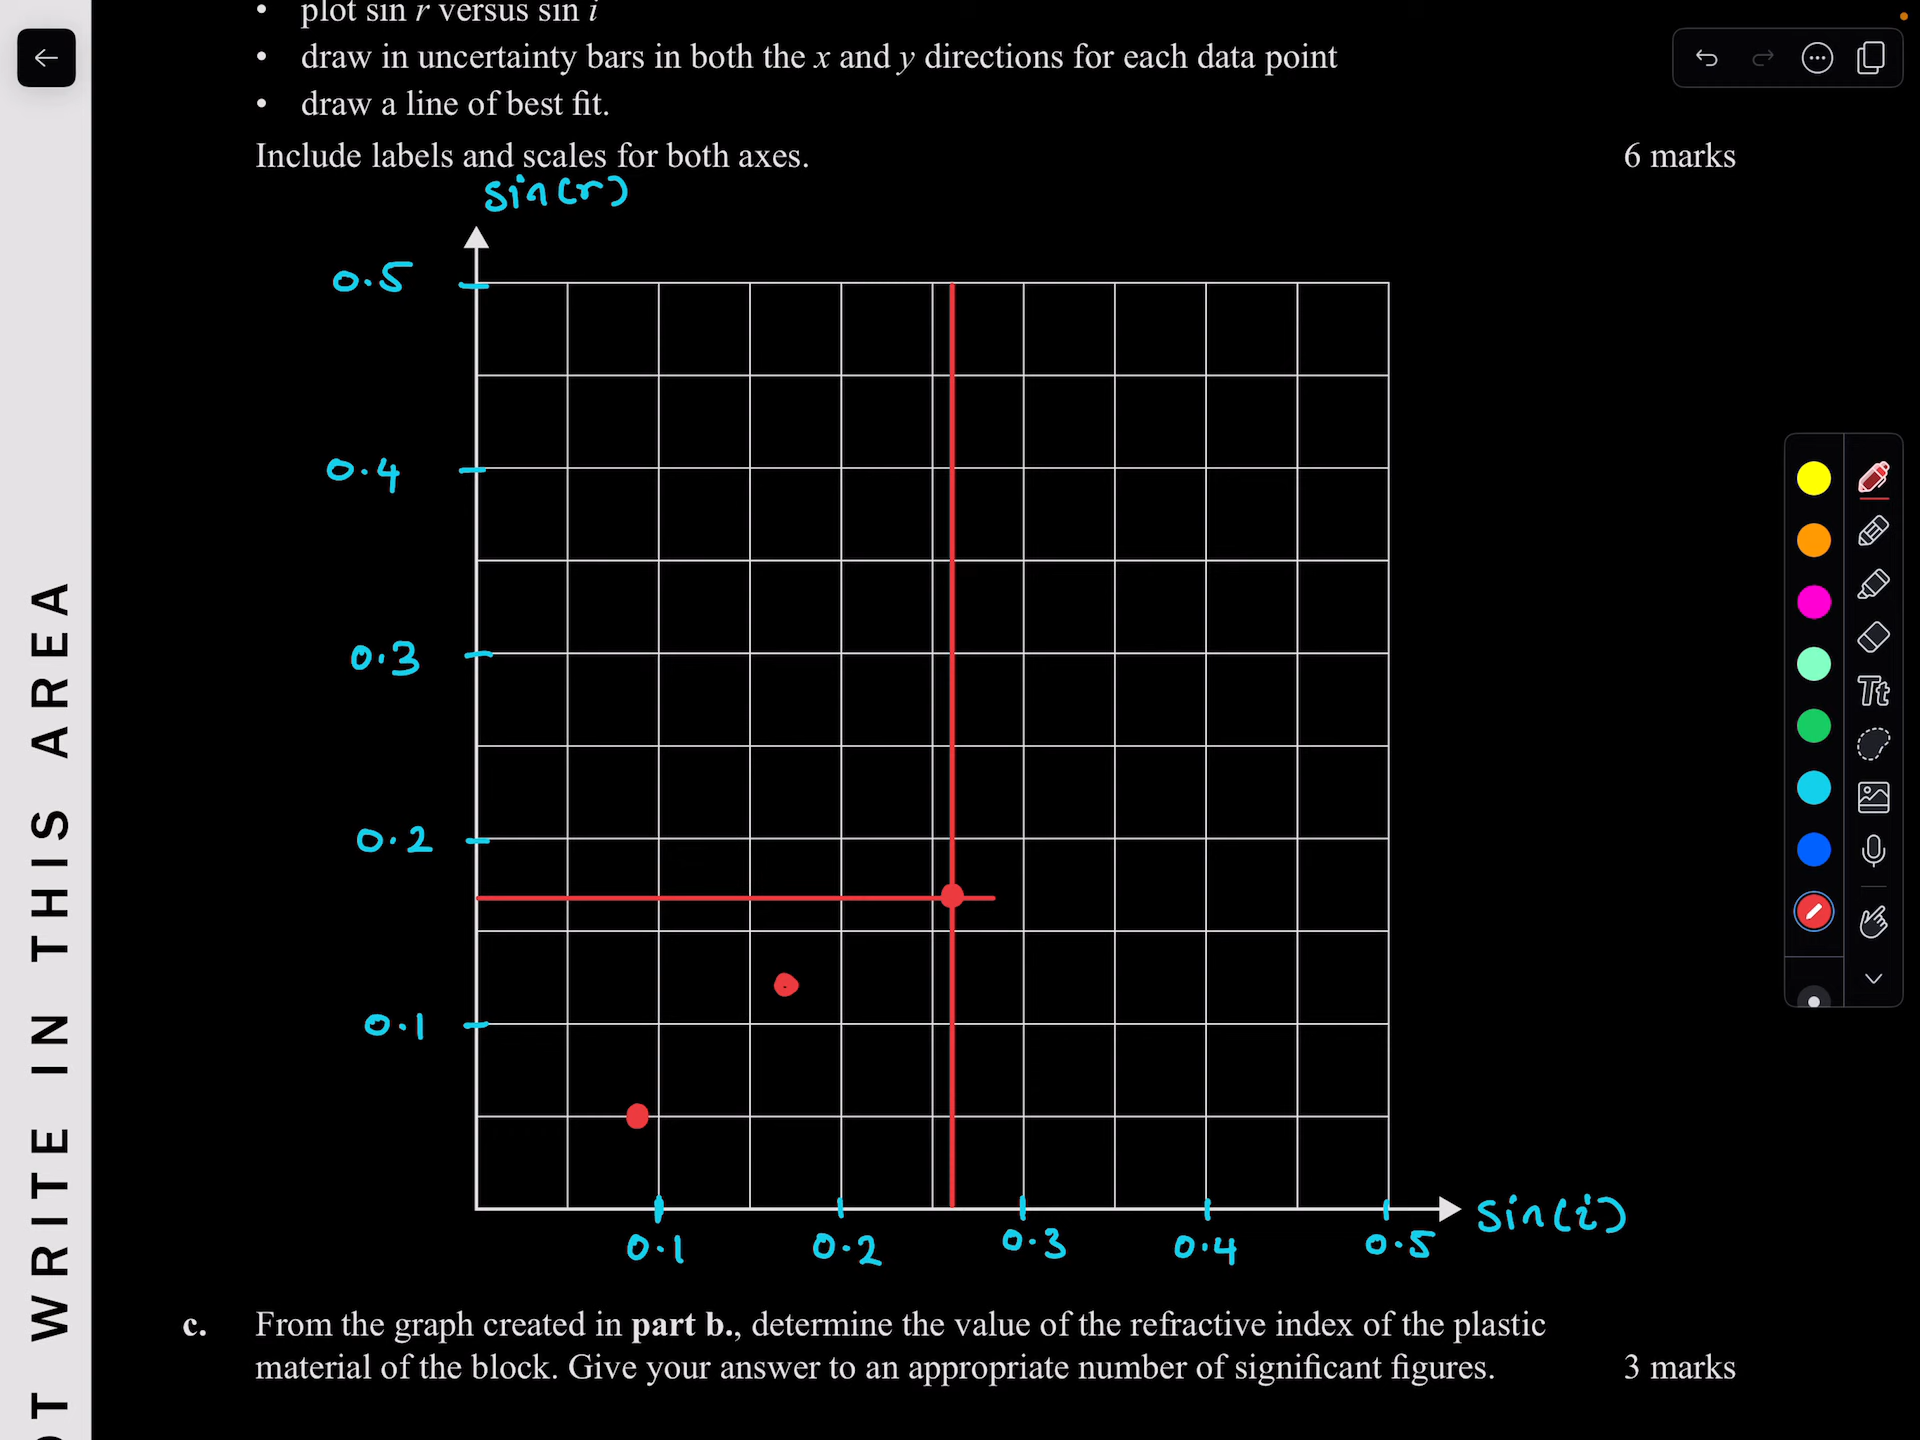 • plot sin r versus sin i
• draw in uncertainty bars in both the x and y directions for each data point
• draw a line of best fit.
Include labels and scales for both axes. 6 marks
sin(r)
0.5
0.4
0.3
0.2
0.1
0.1 0.2 0.3 0.4 0.5 sin(i)
c. From the graph created in part b., determine the value of the refractive index of the plastic
material of the block. Give your answer to an appropriate number of significant figures. 3 marks
WRITE IN THIS AREA
Tt